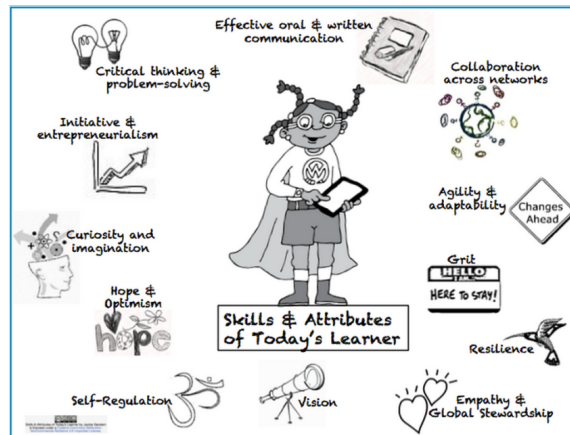 Effective oral & written
communication
Critical thinking &
problem-solving
Collaboration
across networks
Initiative &
entrepreneurialism
Agility &
adaptability
Changes
Ahead
Curiosity and
imagination
Grit
HELLO
HERE TO STAY!
Hope &
Optimism
hope
Skills & Attributes
of Today's Learner
Resilience
Self-Regulation
Vision
Empathy &
Global Stewardship